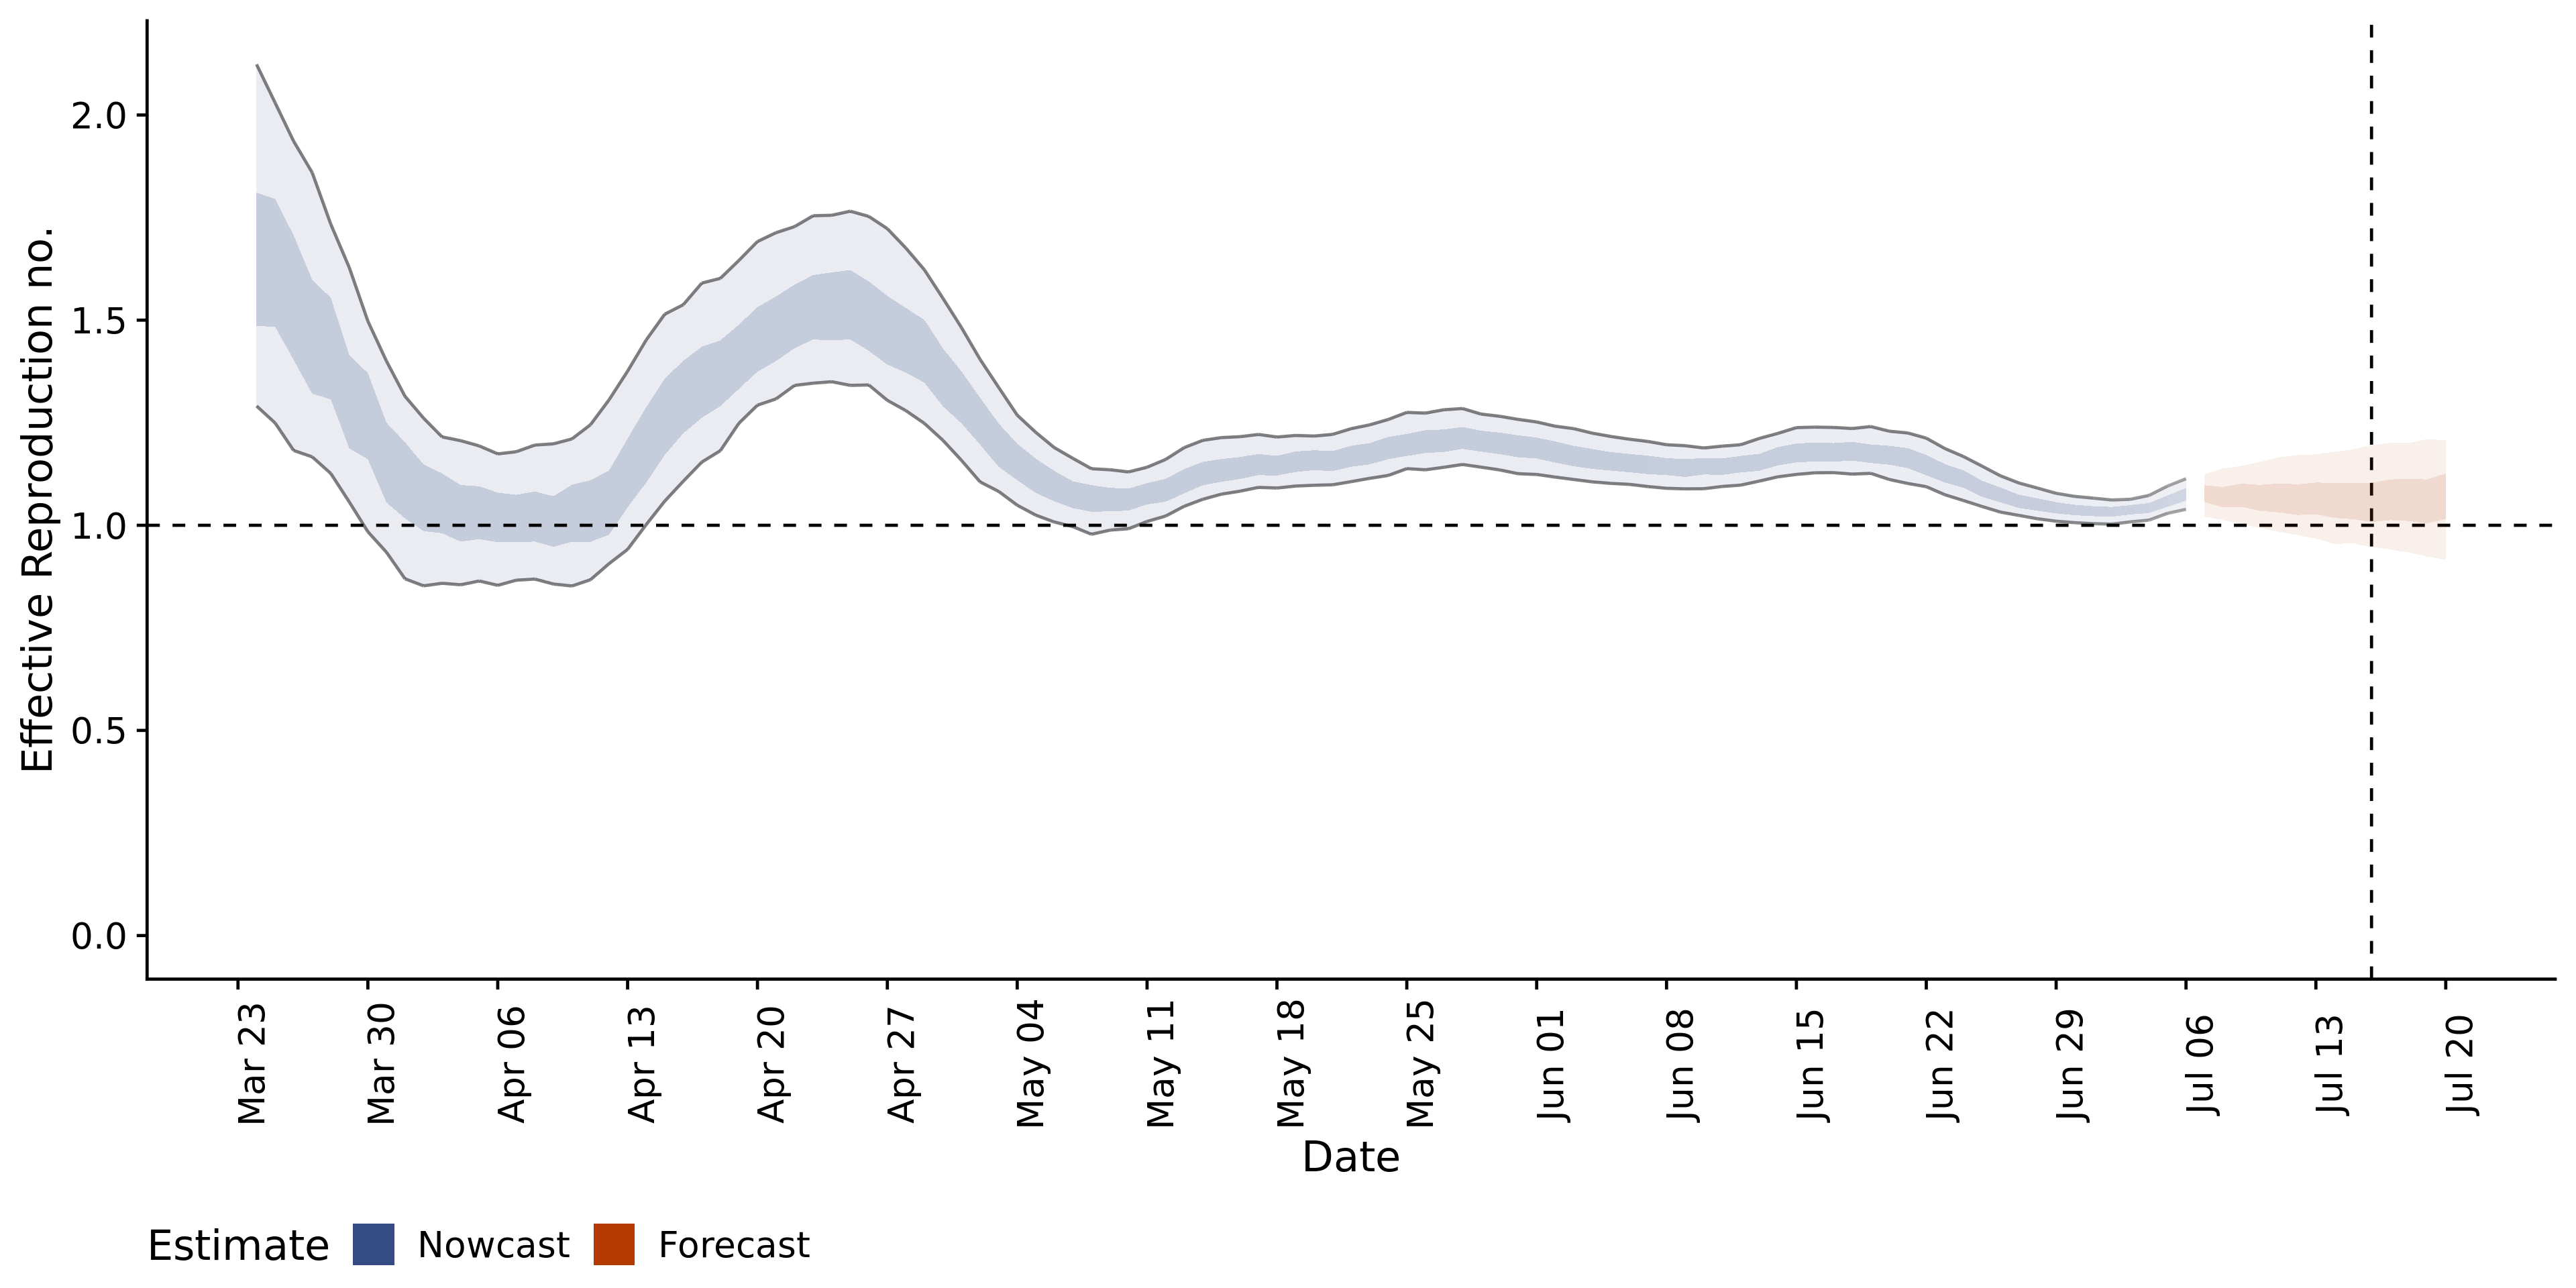 Effective Reproduction no.
2.0
1.5
1.0
0.5
0.0
Mar 23
Mar 30
Apr 06
Apr 13
Apr 20
Apr 27
May 04
May 11
May 18
May 25
Jun 01
Jun 08
Jun 15
Jun 22
Jun 29
Jul 06
Jul 13
Jul 20
Date
Estimate Nowcast Forecast